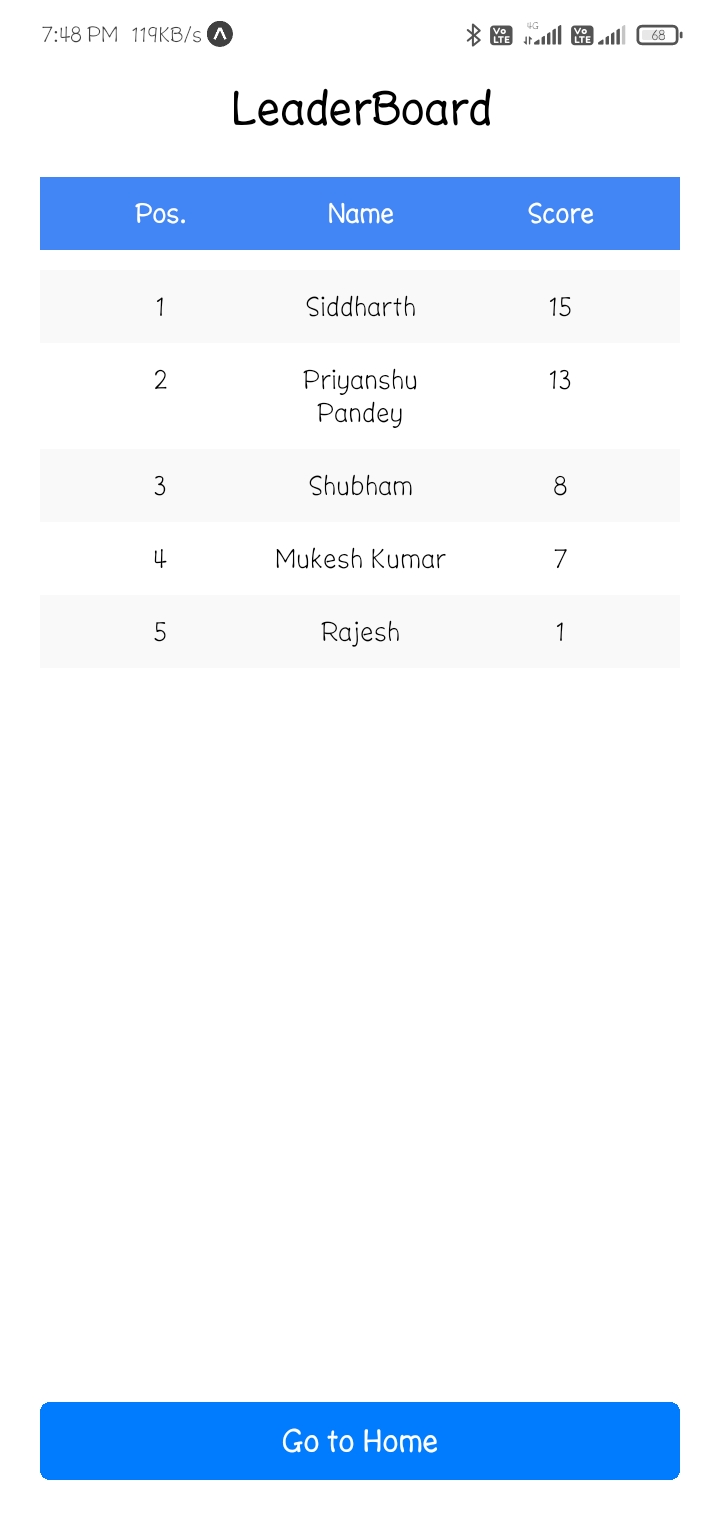 7:48 PM 119KB/s
Vo LTE 4G Vo LTE 68
LeaderBoard
Pos. Name Score
1 Siddharth 15
2 Priyanshu 13
Pandey
3 Shubham 8
4 Mukesh Kumar 7
5 Rajesh 1
Go to Home